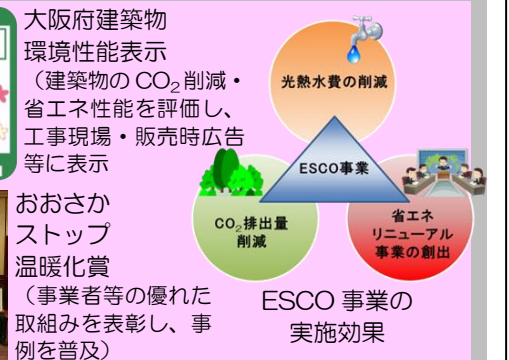 大阪府建築物
環境性能表示
（建築物の CO₂ 削減・
省エネ性能を評価し、
工事現場・販売時広告
等に表示
おおさか
ストップ
温暖化賞
（事業者等の優れた
取組みを表彰し、事
例を普及）
光熱水費の削減
ESCO事業
CO₂排出量
削減
省エネ
リニューアル
事業の創出
ESCO 事業の
実施効果